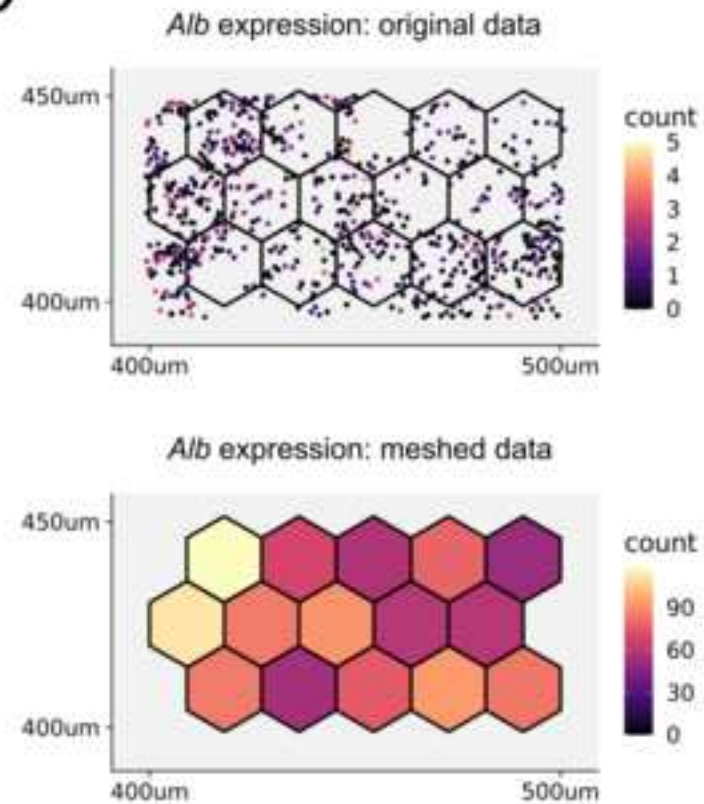 Alb expression: original data
450um
400um
400um
500um
count
5
4
3
2
1
0
Alb expression: meshed data
450um
400um
400um
500um
count
90
60
30
0